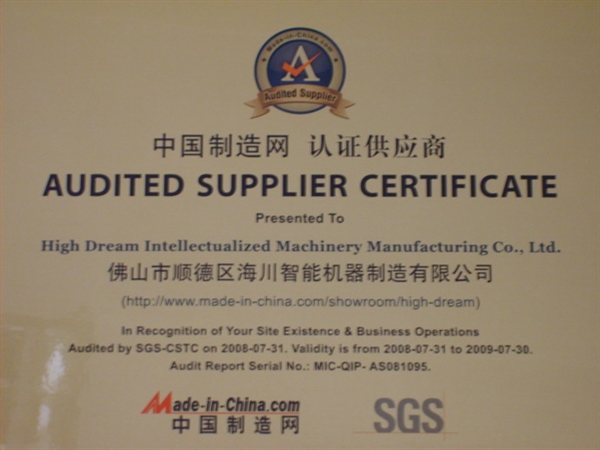 Made-in-China.com
A
Audited Supplier
中国制造网 认证供应商
AUDITED SUPPLIER CERTIFICATE
Presented To
High Dream Intellectualized Machinery Manufacturing Co., Ltd.
佛山市顺德区海川智能机器制造有限公司
(http://www.made-in-china.com/showroom/high-dream)
In Recognition of Your Site Existence & Business Operations
Audited by SGS-CSTC on 2008-07-31. Validity is from 2008-07-31 to 2009-07-30.
Audit Report Serial No.: MIC-QIP- AS081095.
Made-in-China.com
中国制造网
SGS